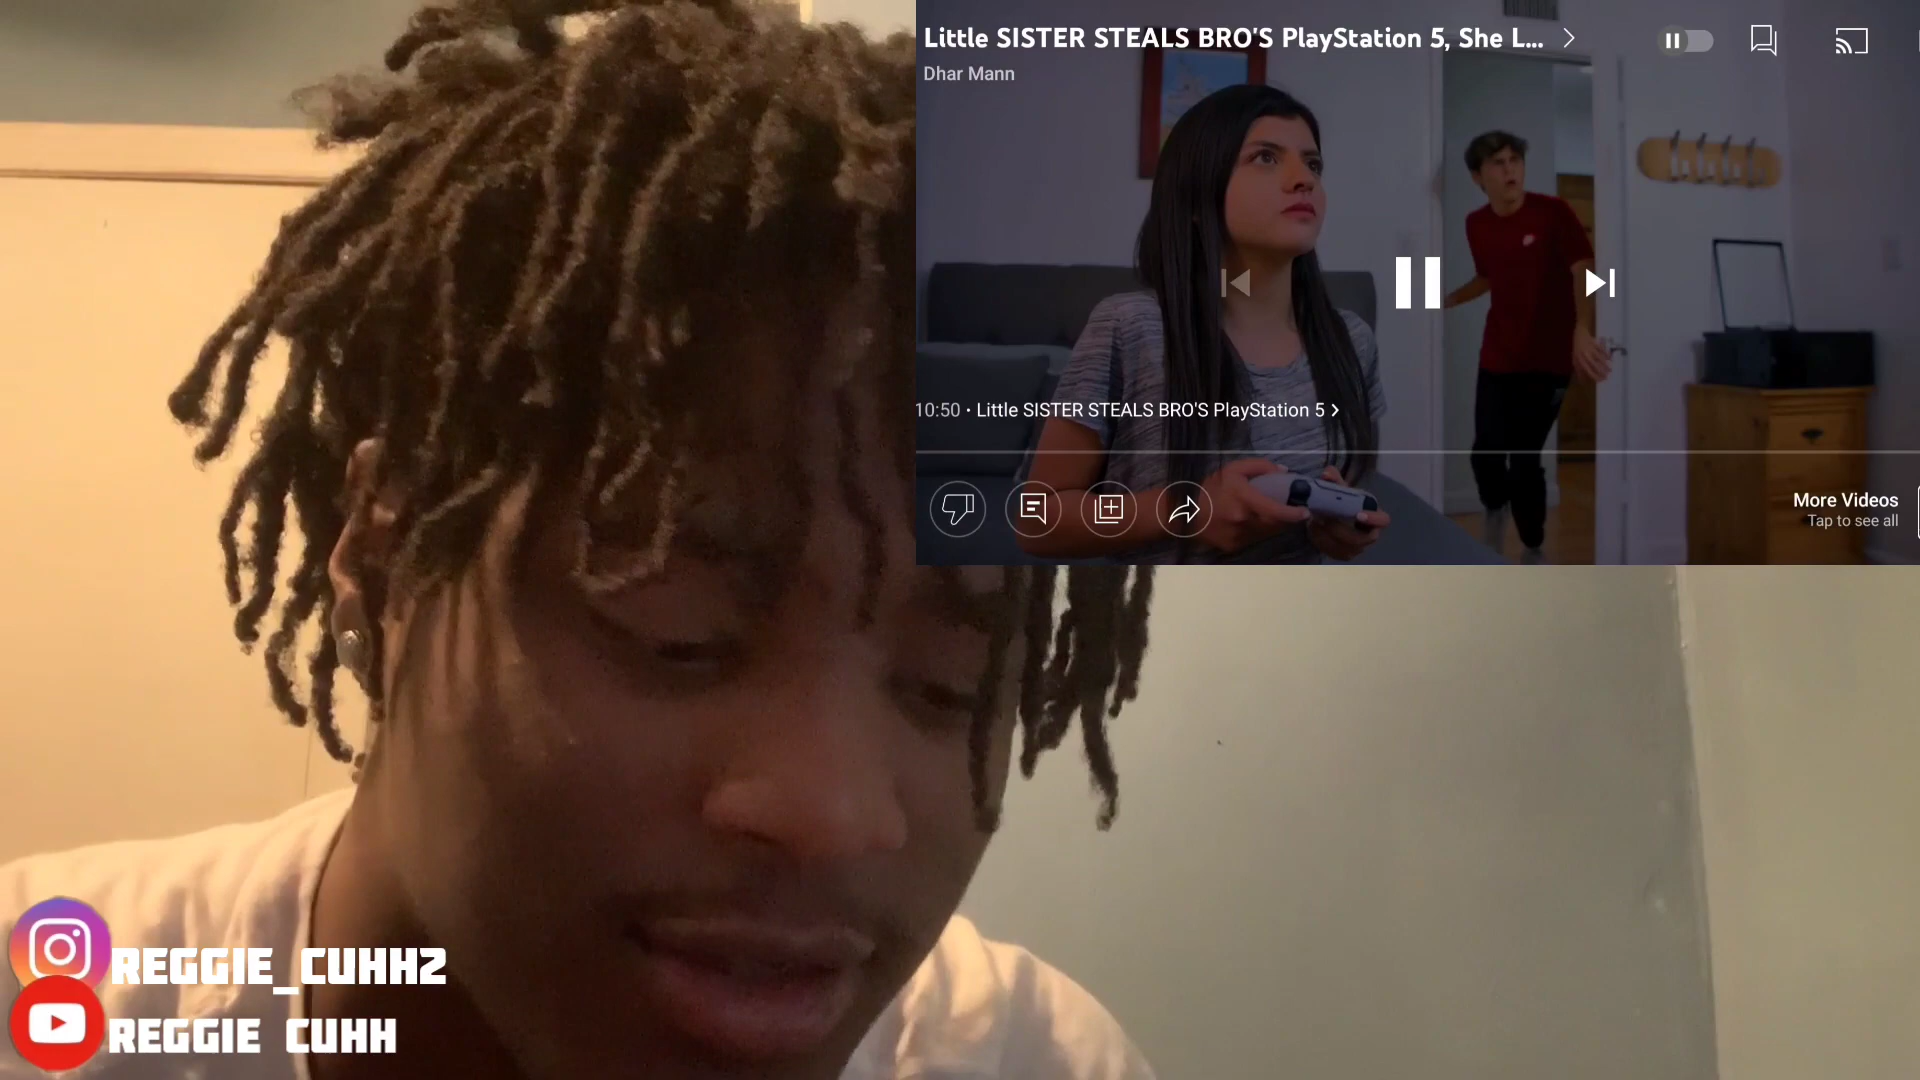 Little SISTER STEALS BRO'S PlayStation 5, She L...
Dhar Mann
10:50 • Little SISTER STEALS BRO'S PlayStation 5
More Videos
Tap to see all
REGGIE_CUHHZ
REGGIE CUHH